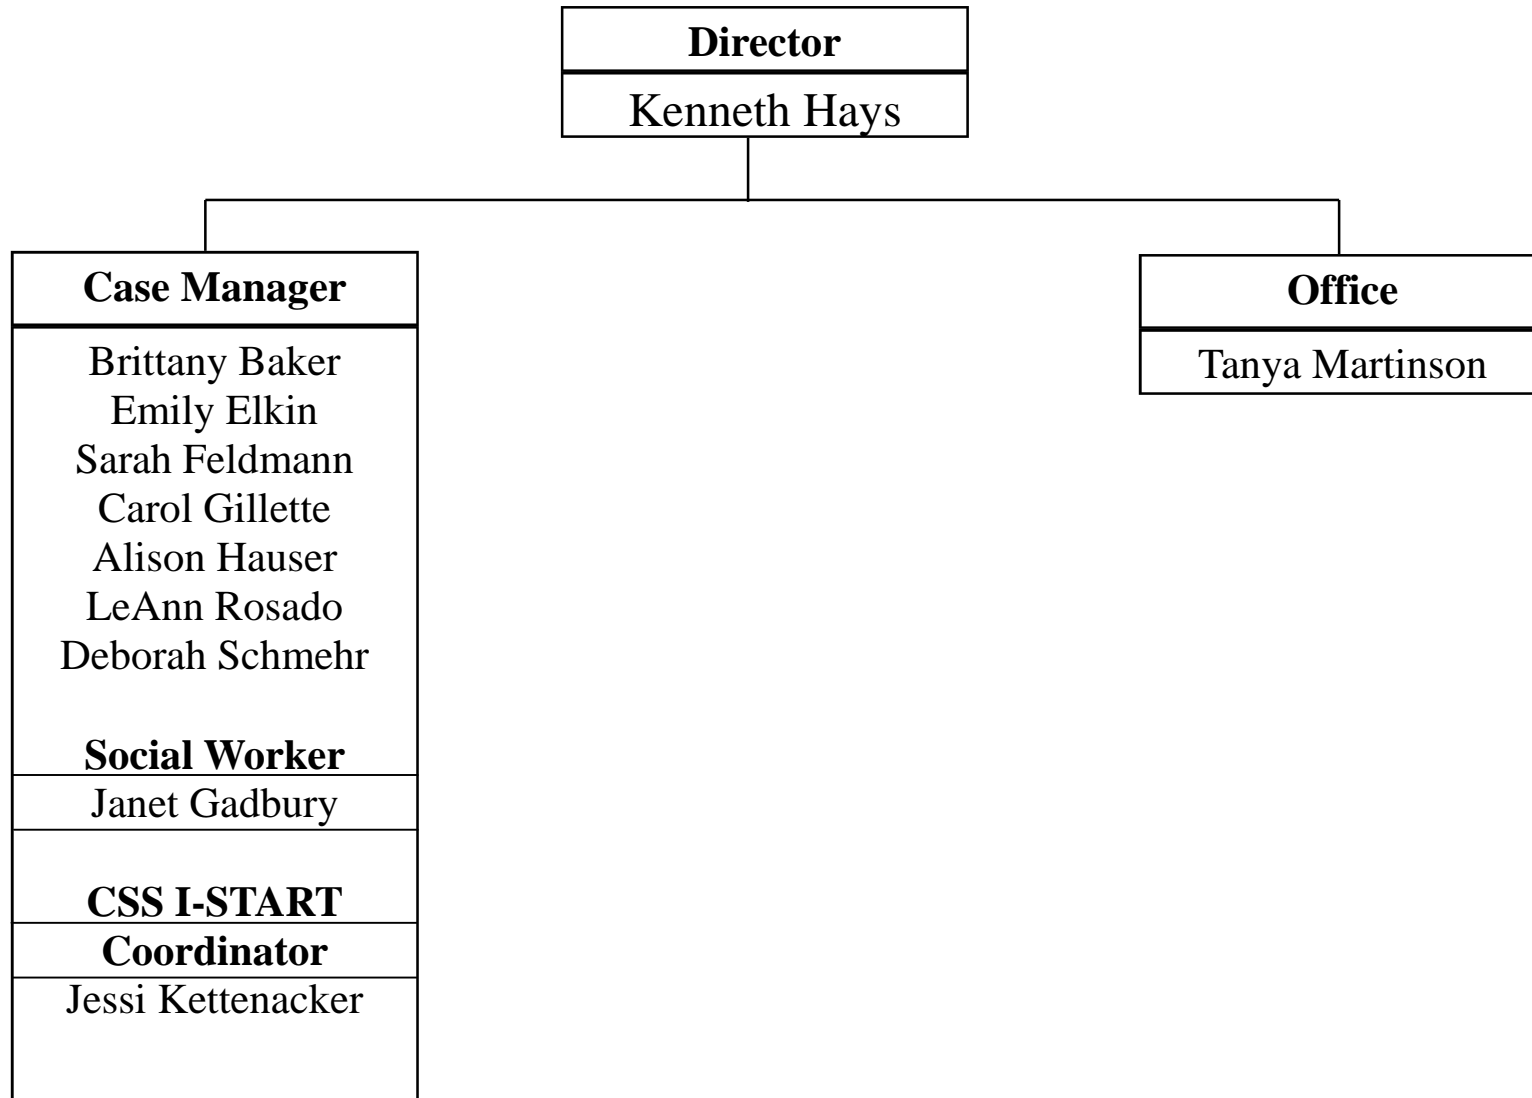 Director
Kenneth Hays
Case Manager
Brittany Baker
Emily Elkin
Sarah Feldmann
Carol Gillette
Alison Hauser
LeAnn Rosado
Deborah Schmehr
Social Worker
Janet Gadbury
CSS I-START
Coordinator
Jessi Kettenacker
Office
Tanya Martinson